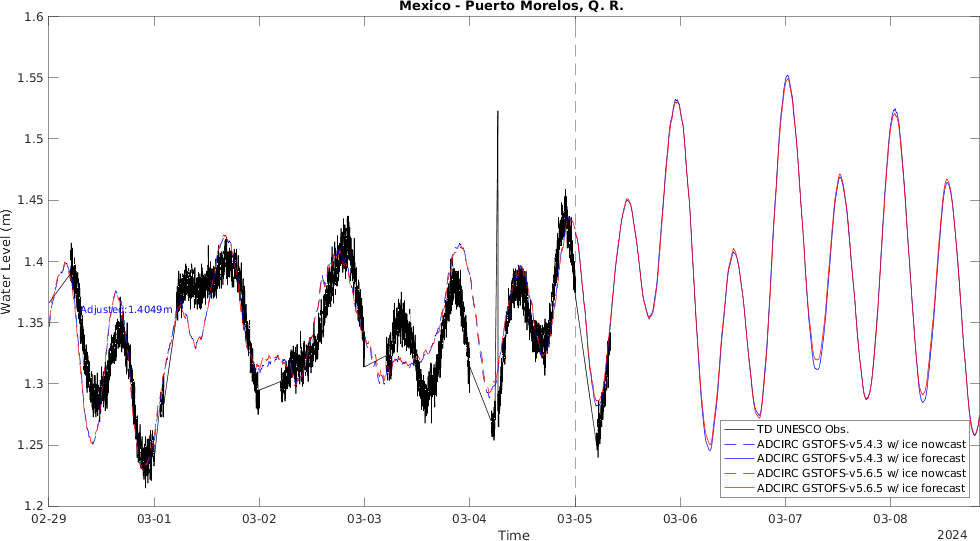 Mexico - Puerto Morelos, Q. R.
1.6
1.55
1.5
1.45
1.4
1.35
1.3
1.25
1.2
Water Level (m)
Adjusted:1.4049m
TD UNESCO Obs.
ADCIRC GSTOFS-v5.4.3 w/ ice nowcast
ADCIRC GSTOFS-v5.4.3 w/ ice forecast
ADCIRC GSTOFS-v5.6.5 w/ ice nowcast
ADCIRC GSTOFS-v5.6.5 w/ ice forecast
02-29 03-01 03-02 03-03 03-04 03-05 03-06 03-07 03-08
Time
2024